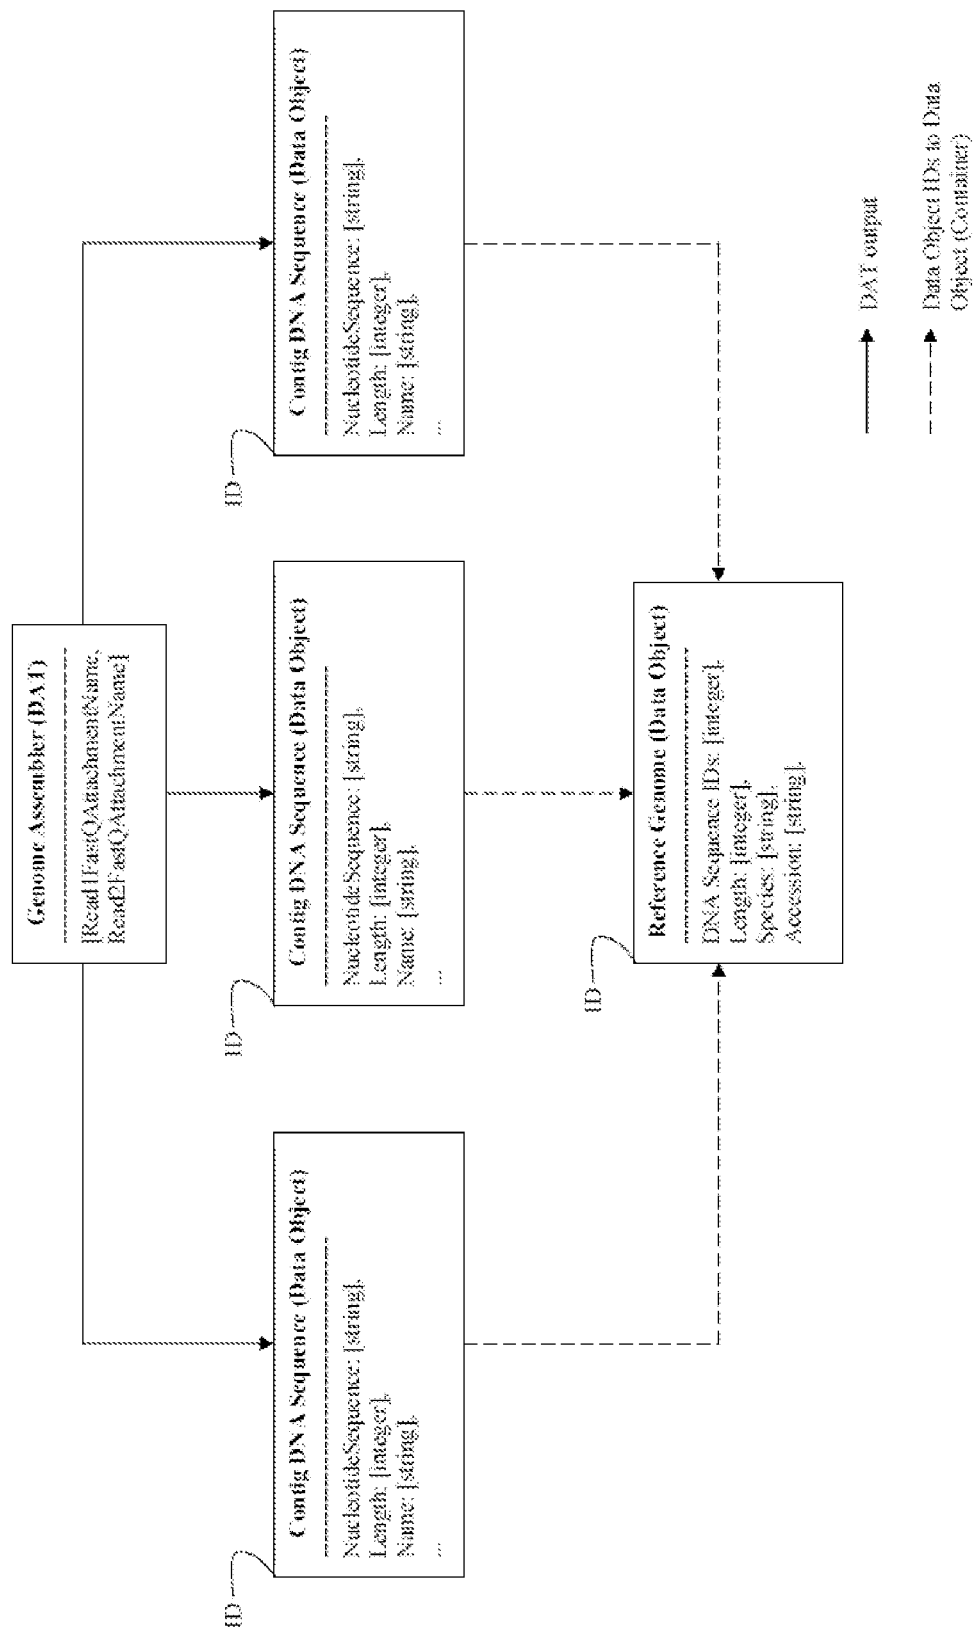 Genome Assembler (DAT)
[Read1FastQAttachmentName,
Read2FastQAttachmentName]
ID
Contig DNA Sequence (Data Object)
NucleotideSequence: [string],
Length: [integer],
Name: [string],
...
ID
Contig DNA Sequence (Data Object)
NucleotideSequence: [string],
Length: [integer],
Name: [string],
...
ID
Contig DNA Sequence (Data Object)
NucleotideSequence: [string],
Length: [integer],
Name: [string],
...
ID
Reference Genome (Data Object)
DNA Sequence IDs: [integer],
Length: [integer],
Species: [string],
Accession: [string],
DAT output
Data Object IDs to Data
Object (Container)